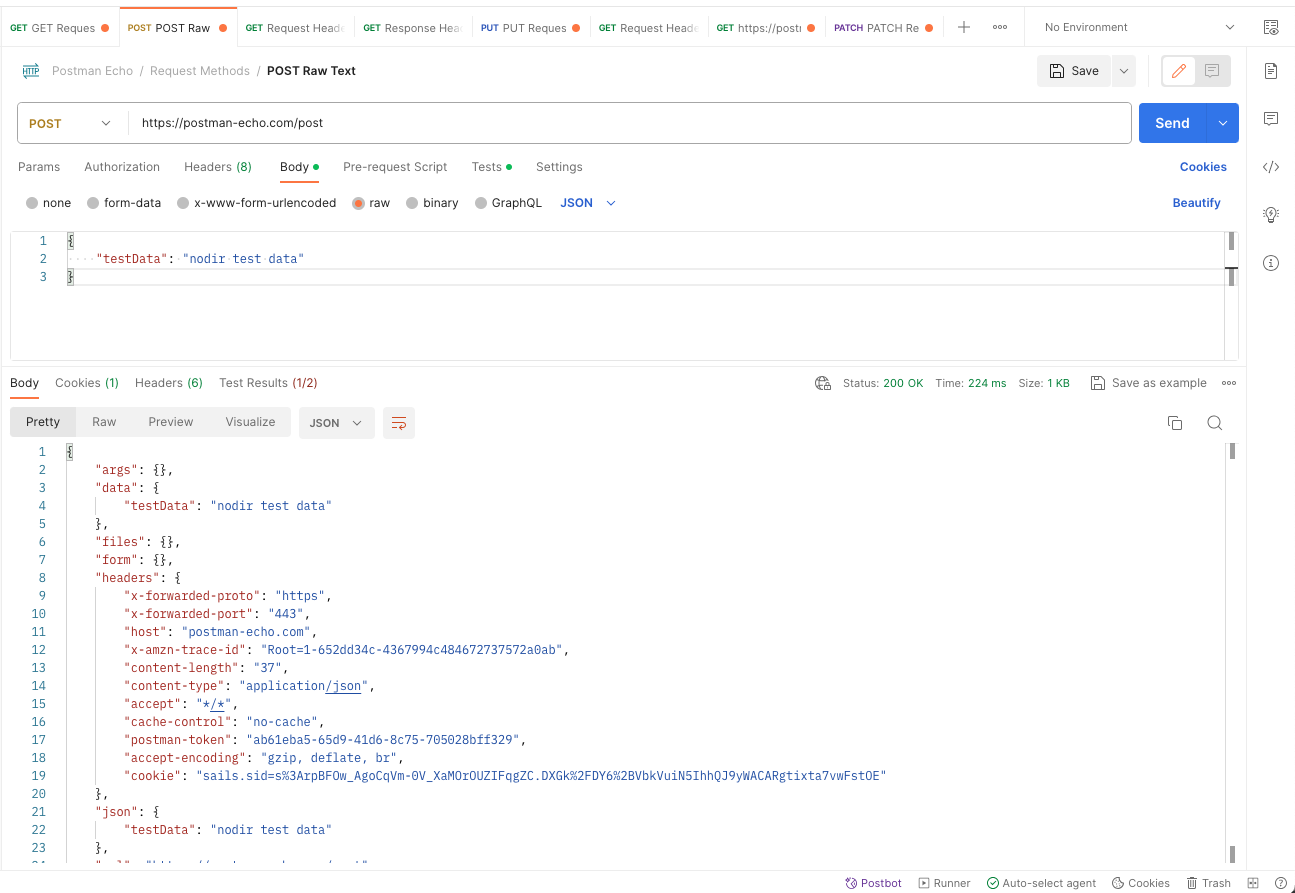 GET GET Reques POST POST Raw GET Request Heade GET Response Hea PUT PUT Reques GET Request Heade GET https://post PATCH PATCH Re No Environment
HTTP Postman Echo / Request Methods / POST Raw Text Save
POST https://postman-echo.com/post Send
Params Authorization Headers (8) Body Pre-request Script Tests Settings Cookies
none form-data x-www-form-urlencoded raw binary GraphQL JSON Beautify
1 {
2 "testData": "nodir test data"
3 }
Body Cookies (1) Headers (6) Test Results (1/2) Status: 200 OK Time: 224 ms Size: 1 KB Save as example
Pretty Raw Preview Visualize JSON
1 {
2 "args": {},
3 "data": {
4 "testData": "nodir test data"
5 },
6 "files": {},
7 "form": {},
8 "headers": {
9 "x-forwarded-proto": "https",
10 "x-forwarded-port": "443",
11 "host": "postman-echo.com",
12 "x-amzn-trace-id": "Root=1-652dd34c-4367994c484672737572a0ab",
13 "content-length": "37",
14 "content-type": "application/json",
15 "accept": "*/*",
16 "cache-control": "no-cache",
17 "postman-token": "ab61eba5-65d9-41d6-8c75-705028bff329",
18 "accept-encoding": "gzip, deflate, br",
19 "cookie": "sails.sid=s%3ArpBFOw_AgoCqVm-0V_XaMOrOUZIFqgZC.DXGk%2FDY6%2BVbkVuiN5IhhQJ9yWACARgtixta7vwFstOE"
20 },
21 "json": {
22 "testData": "nodir test data"
23 },
Postbot Runner Auto-select agent Cookies Trash